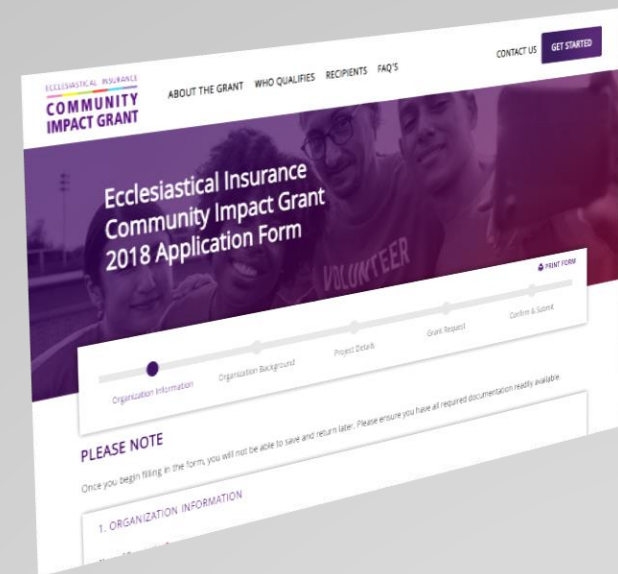 ECCLESIASTICAL INSURANCE
COMMUNITY
IMPACT GRANT
ABOUT THE GRANT WHO QUALIFIES RECIPIENTS FAQ'S
CONTACT US GET STARTED
Ecclesiastical Insurance
Community Impact Grant
2018 Application Form
VOLUNTEER
PRINT FORM
Organization Information Organization Background Project Details Grant Request Confirm & Submit
PLEASE NOTE
Once you begin filling in the form, you will not be able to save and return later. Please ensure you have all required documentation readily available.
1. ORGANIZATION INFORMATION